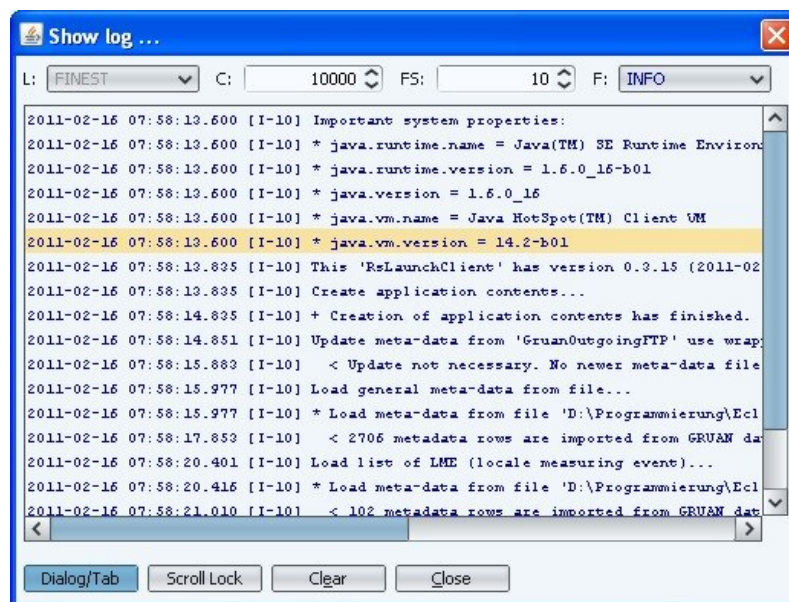 Show log ...
L: FINEST C: 10000 FS: 10 F: INFO
2011-02-16 07:58:13.600 [I-10] Important system properties:
2011-02-16 07:58:13.600 [I-10] * java.runtime.name = Java(TM) SE Runtime Environ
2011-02-16 07:58:13.600 [I-10] * java.runtime.version = 1.6.0_16-b01
2011-02-16 07:58:13.600 [I-10] * java.version = 1.6.0_16
2011-02-16 07:58:13.600 [I-10] * java.vm.name = Java HotSpot(TM) Client VM
2011-02-16 07:58:13.600 [I-10] * java.vm.version = 14.2-b01
2011-02-16 07:58:13.835 [I-10] This 'RsLaunchClient' has version 0.3.15 (2011-02
2011-02-16 07:58:13.835 [I-10] Create application contents...
2011-02-16 07:58:14.835 [I-10] + Creation of application contents has finished.
2011-02-16 07:58:14.851 [I-10] Update meta-data from 'GruanOutgoingFTP' use wrap
2011-02-16 07:58:15.883 [I-10] < Update not necessary. No newer meta-data file
2011-02-16 07:58:15.977 [I-10] Load general meta-data from file...
2011-02-16 07:58:15.977 [I-10] * Load meta-data from file 'D:\Programmierung\Ecl
2011-02-16 07:58:17.853 [I-10] < 2706 metadata rows are imported from GRUAN da
2011-02-16 07:58:20.401 [I-10] Load list of LME (locale measuring event)...
2011-02-16 07:58:20.416 [I-10] * Load meta-data from file 'D:\Programmierung\Ecl
2011-02-16 07:58:21.010 [I-10] < 102 metadata rows are imported from GRUAN dat
Dialog/Tab Scroll Lock Clear Close